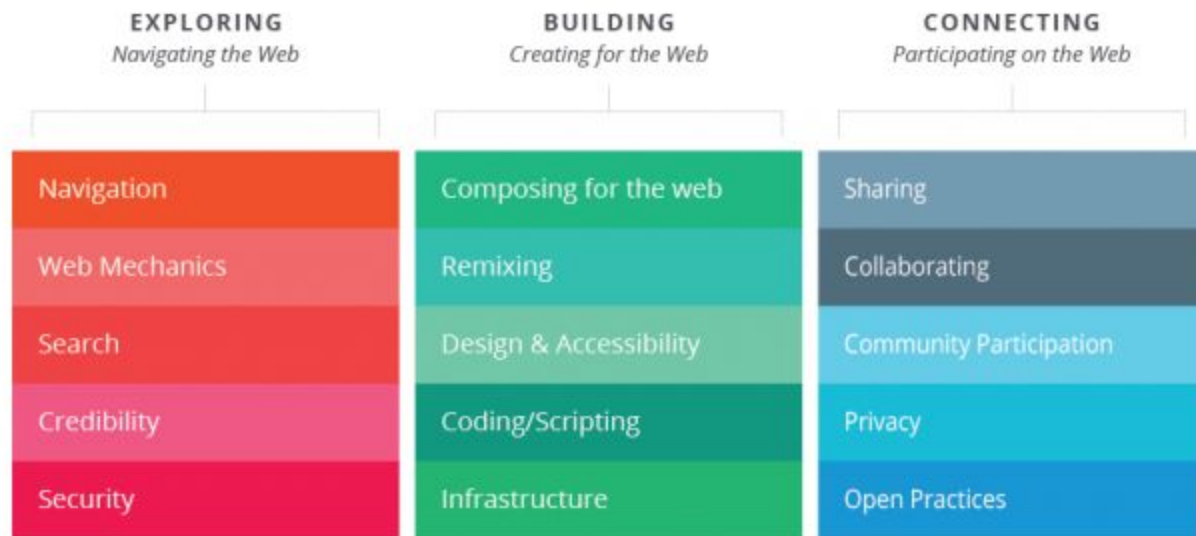 EXPLORING
Navigating the Web
Navigation
Web Mechanics
Search
Credibility
Security
BUILDING
Creating for the Web
Composing for the web
Remixing
Design & Accessibility
Coding/Scripting
Infrastructure
CONNECTING
Participating on the Web
Sharing
Collaborating
Community Participation
Privacy
Open Practices